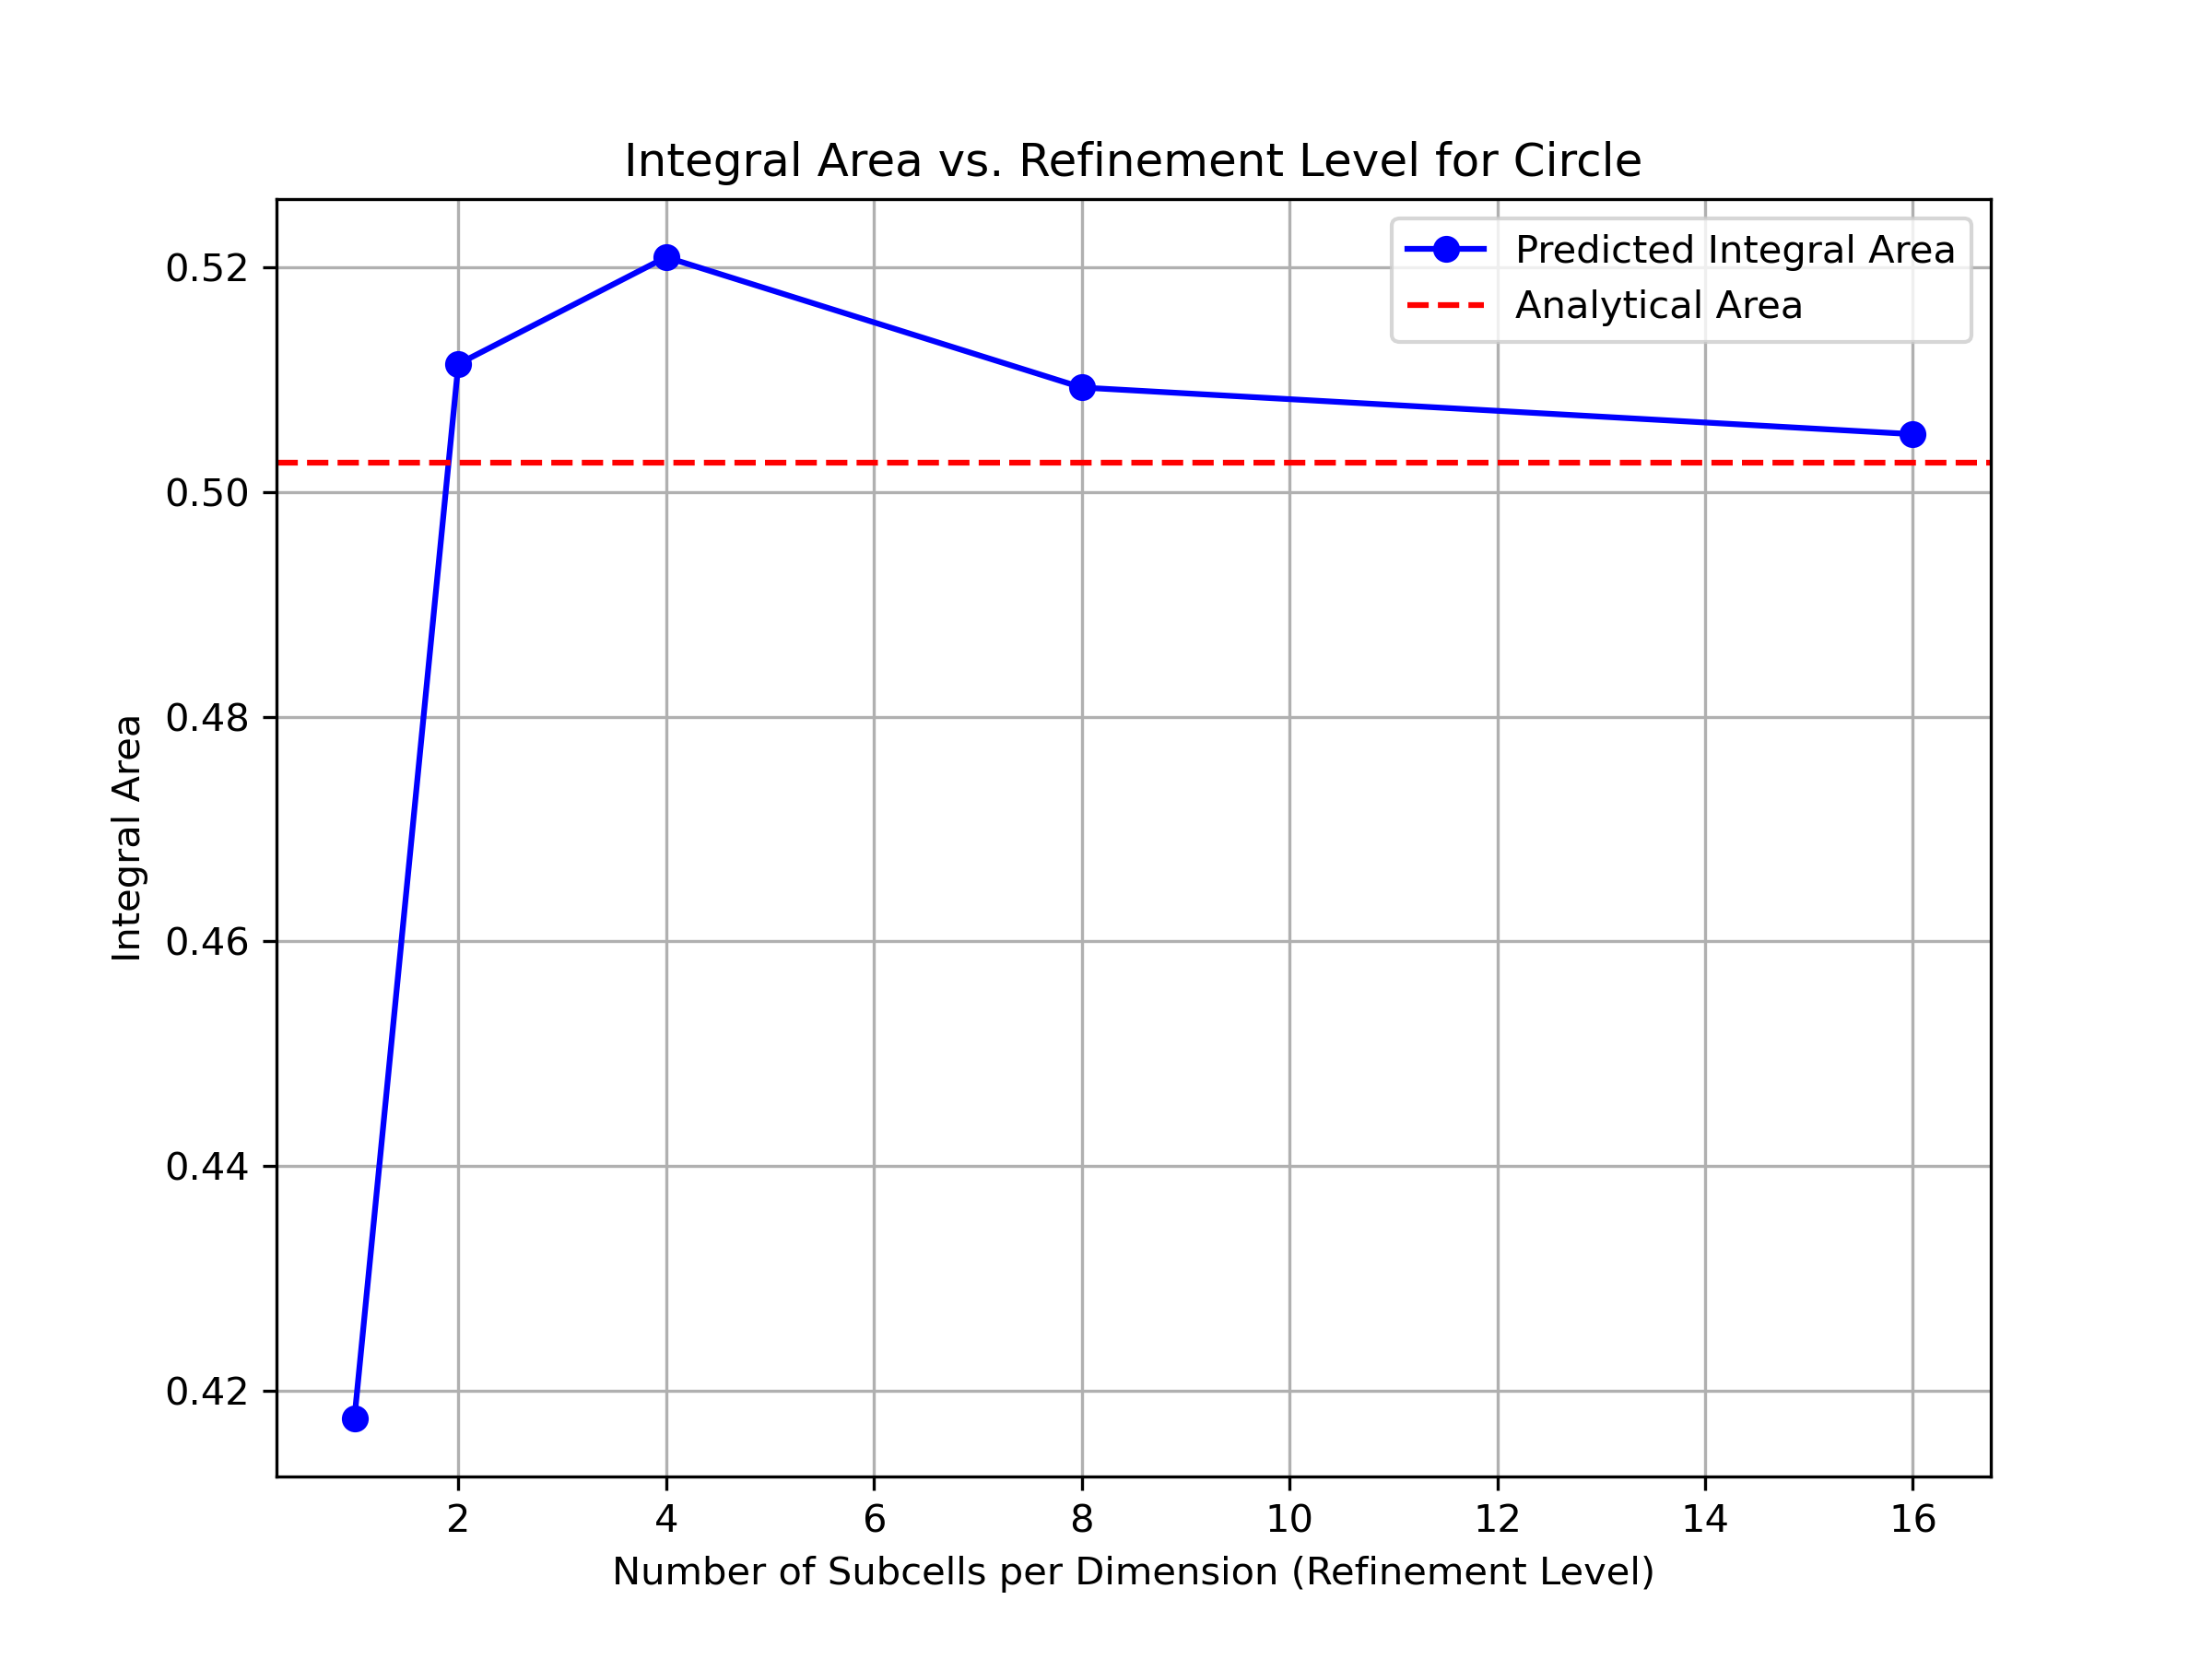 Integral Area vs. Refinement Level for Circle
Predicted Integral Area
Analytical Area
0.52
0.50
0.48
0.46
0.44
0.42
Integral Area
2 4 6 8 10 12 14 16
Number of Subcells per Dimension (Refinement Level)